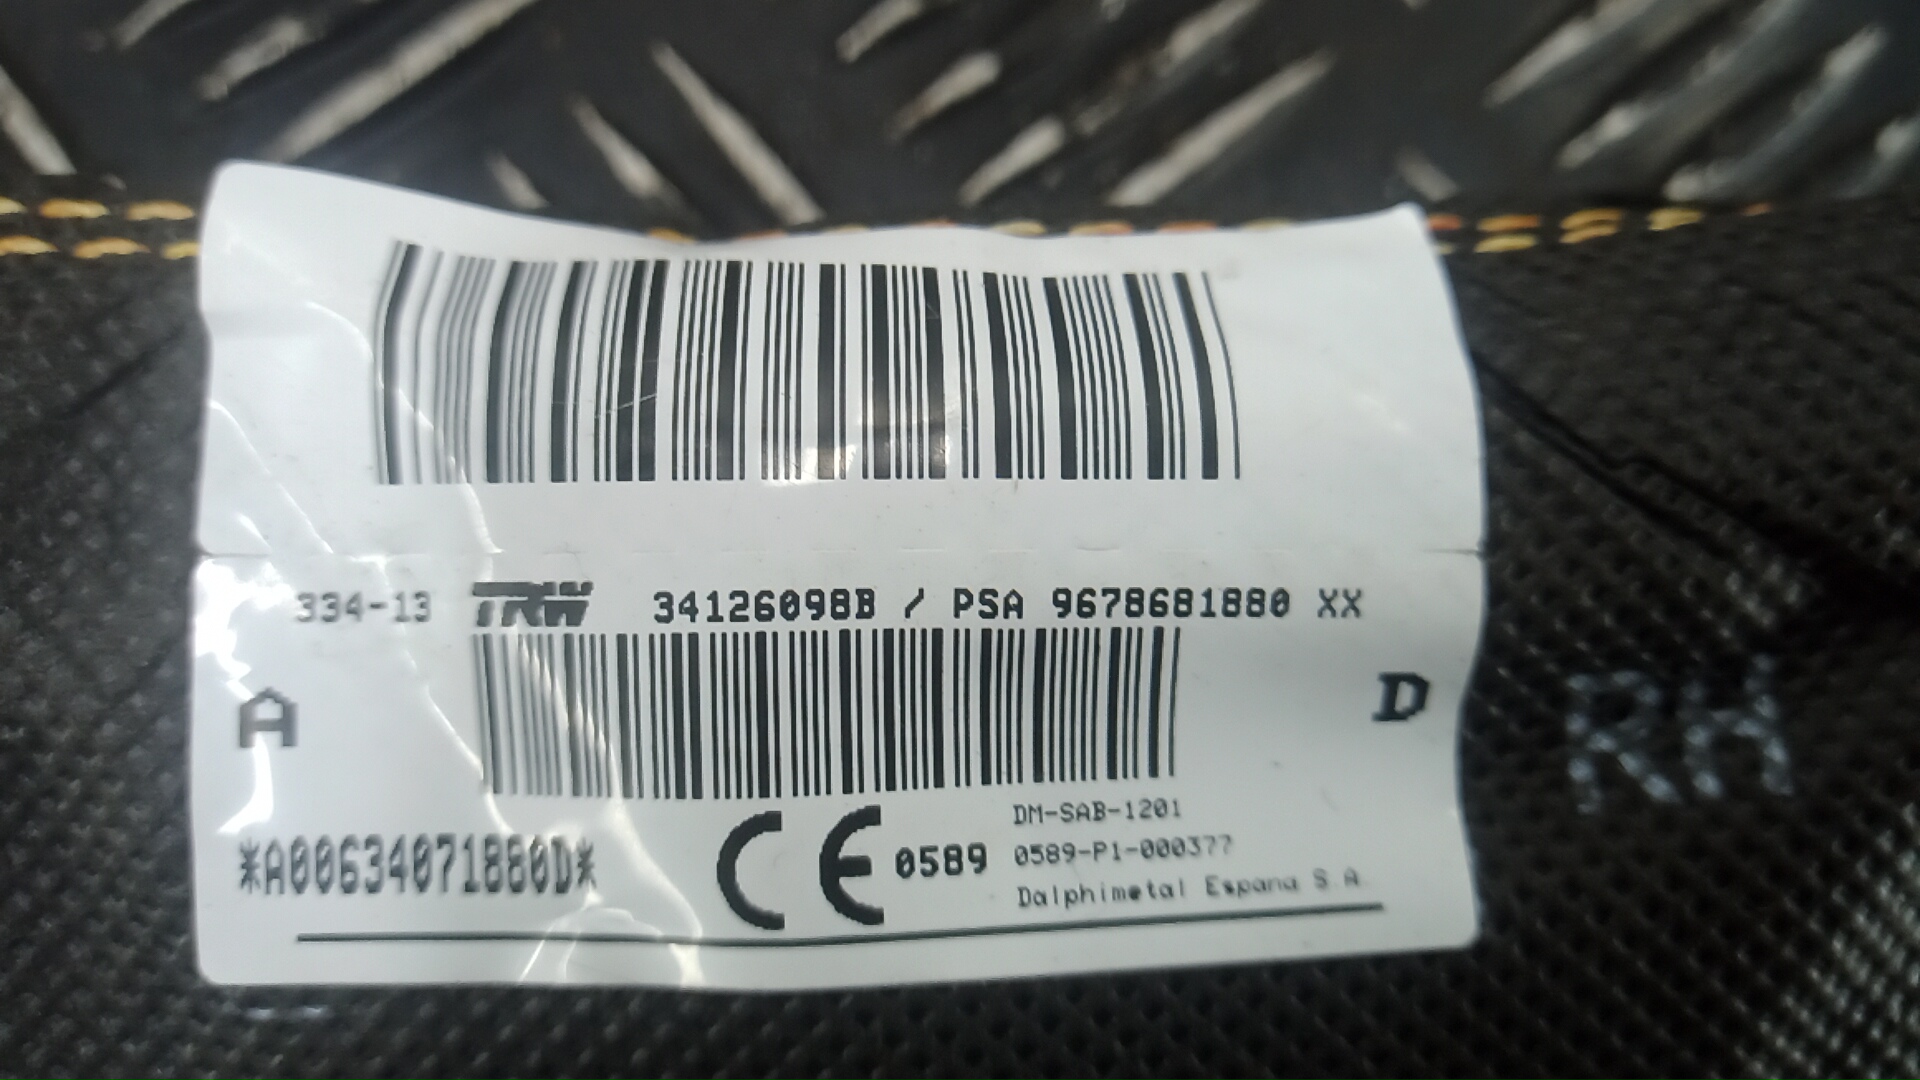 334-13 TRW 34126098B / PSA 9678681880 XX
A D
RH
*A00634071880D*
CE 0589
DM-SAB-1201
0589-P1-000377
Dalphimetal Espana S.A.